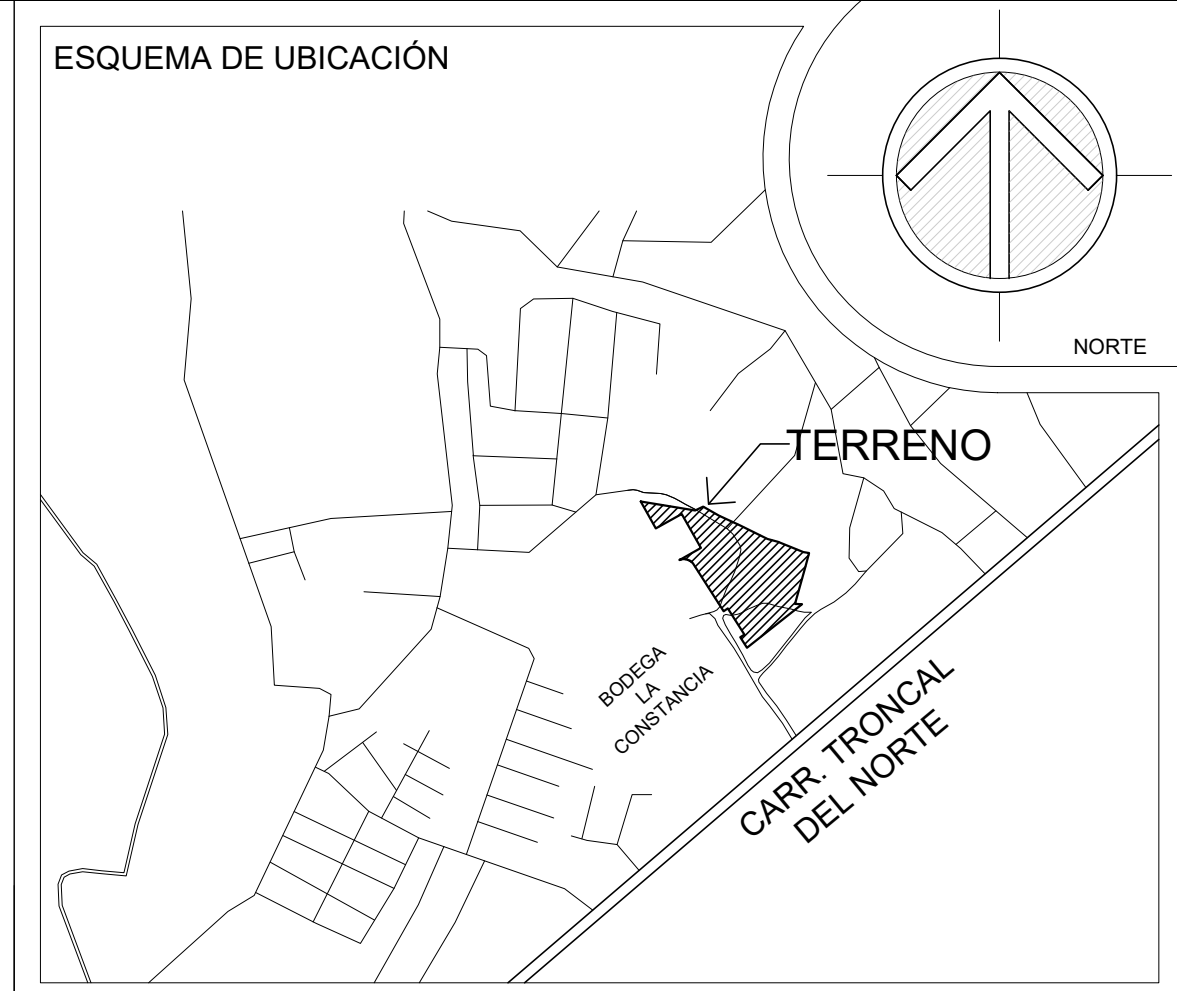 ESQUEMA DE UBICACIÓN
NORTE
TERRENO
BODEGA
LA
CONSTANCIA
CARR. TRONCAL
DEL NORTE